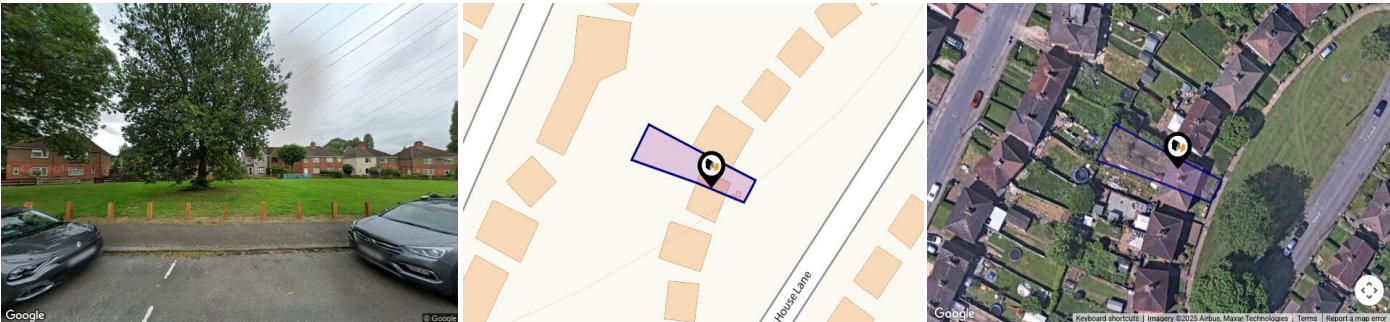 Google
© Google
House Lane
Google
Keyboard shortcuts
Imagery ©2025 Airbus, Maxar Technologies
Terms
Report a map error